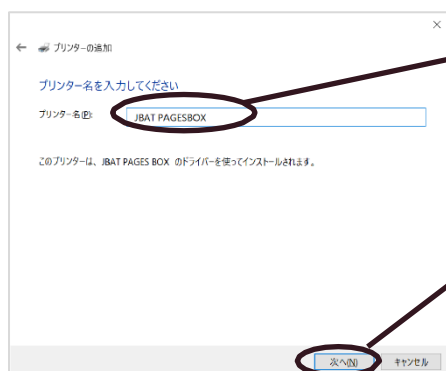 プリンターの追加
プリンター名を入力してください
プリンター名(P): JBAT PAGESBOX
このプリンターは、JBAT PAGES BOX のドライバーを使ってインストールされます。
次へ(N) キャンセル